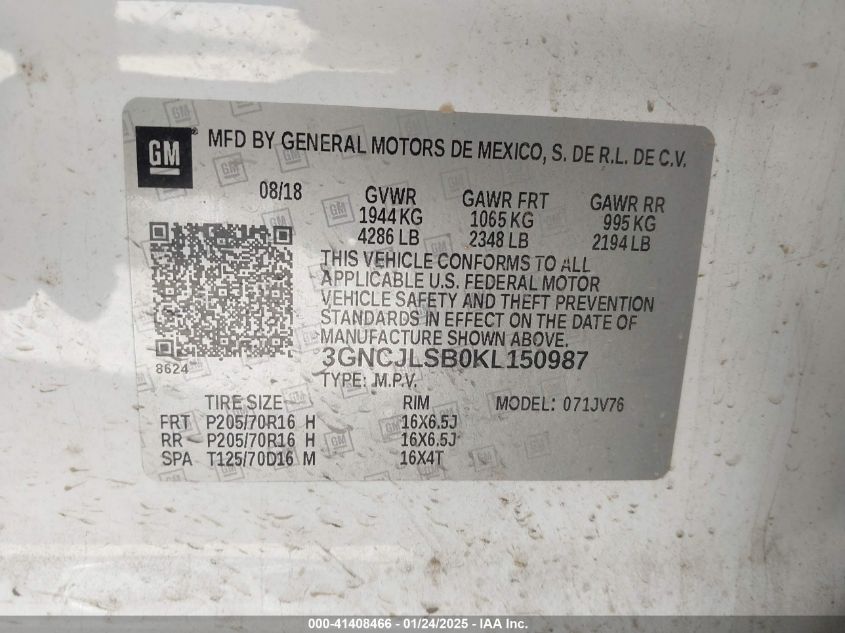 GM
MFD BY GENERAL MOTORS DE MEXICO, S. DE R.L. DE C.V.
08/18 GVWR GAWR FRT GAWR RR
1944 KG 1065 KG 995 KG
4286 LB 2348 LB 2194 LB
THIS VEHICLE CONFORMS TO ALL
APPLICABLE U.S. FEDERAL MOTOR
VEHICLE SAFETY AND THEFT PREVENTION
STANDARDS IN EFFECT ON THE DATE OF
MANUFACTURE SHOWN ABOVE.
8624 3GNCJLSB0KL150987
TYPE: M.P.V.
TIRE SIZE RIM MODEL: 071JV76
FRT P205/70R16 H 16X6.5J
RR P205/70R16 H 16X6.5J
SPA T125/70D16 M 16X4T
000-41408466 - 01/24/2025 - IAA Inc.